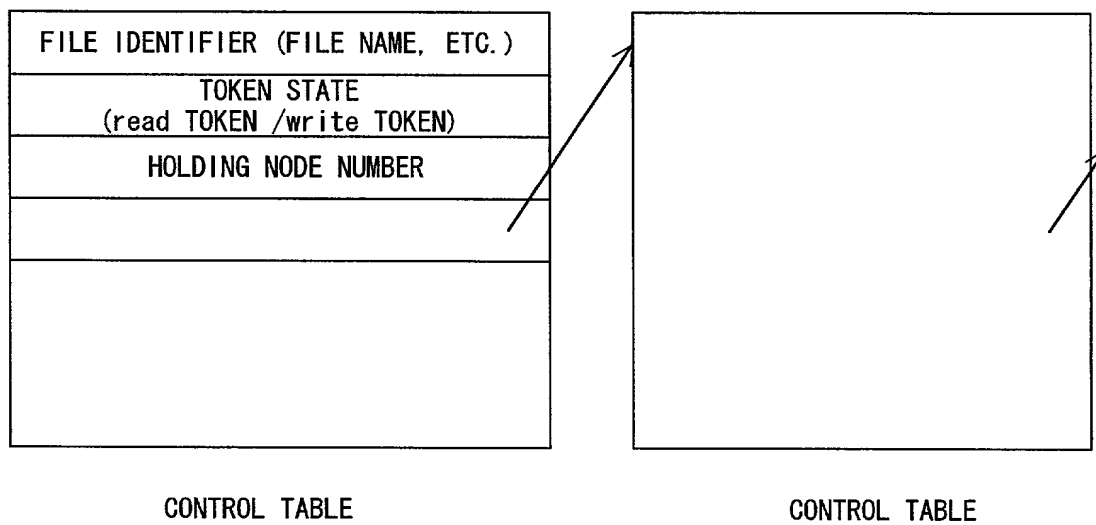 FILE IDENTIFIER (FILE NAME, ETC.)
TOKEN STATE
(read TOKEN /write TOKEN)
HOLDING NODE NUMBER
CONTROL TABLE
CONTROL TABLE